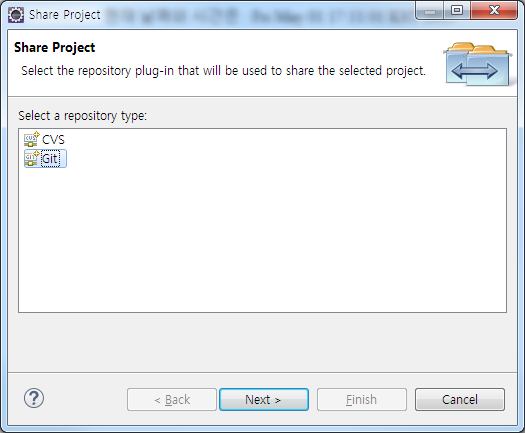 Share Project
Share Project
Select the repository plug-in that will be used to share the selected project.
Select a repository type:
CVS
Git
< Back
Next >
Finish
Cancel